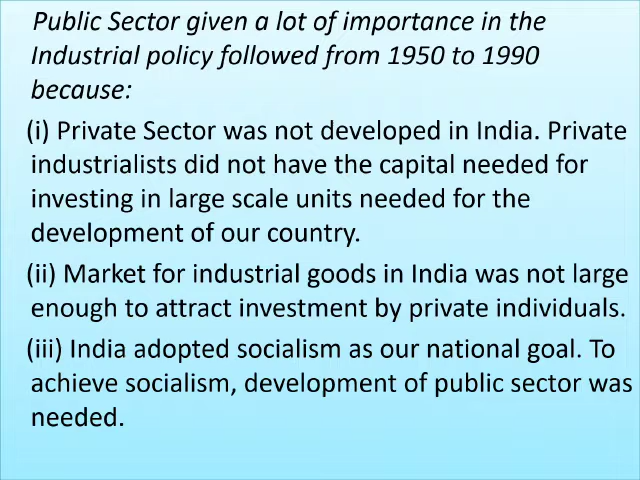 Public Sector given a lot of importance in the
Industrial policy followed from 1950 to 1990
because:
(i) Private Sector was not developed in India. Private
industrialists did not have the capital needed for
investing in large scale units needed for the
development of our country.
(ii) Market for industrial goods in India was not large
enough to attract investment by private individuals.
(iii) India adopted socialism as our national goal. To
achieve socialism, development of public sector was
needed.